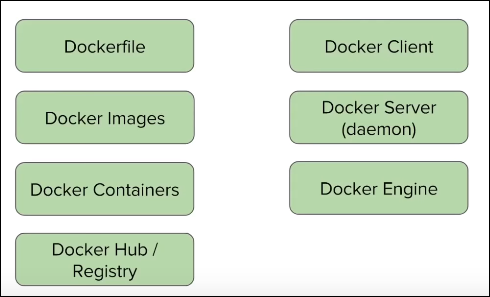 Dockerfile
Docker Images
Docker Containers
Docker Hub /
Registry
Docker Client
Docker Server
(daemon)
Docker Engine